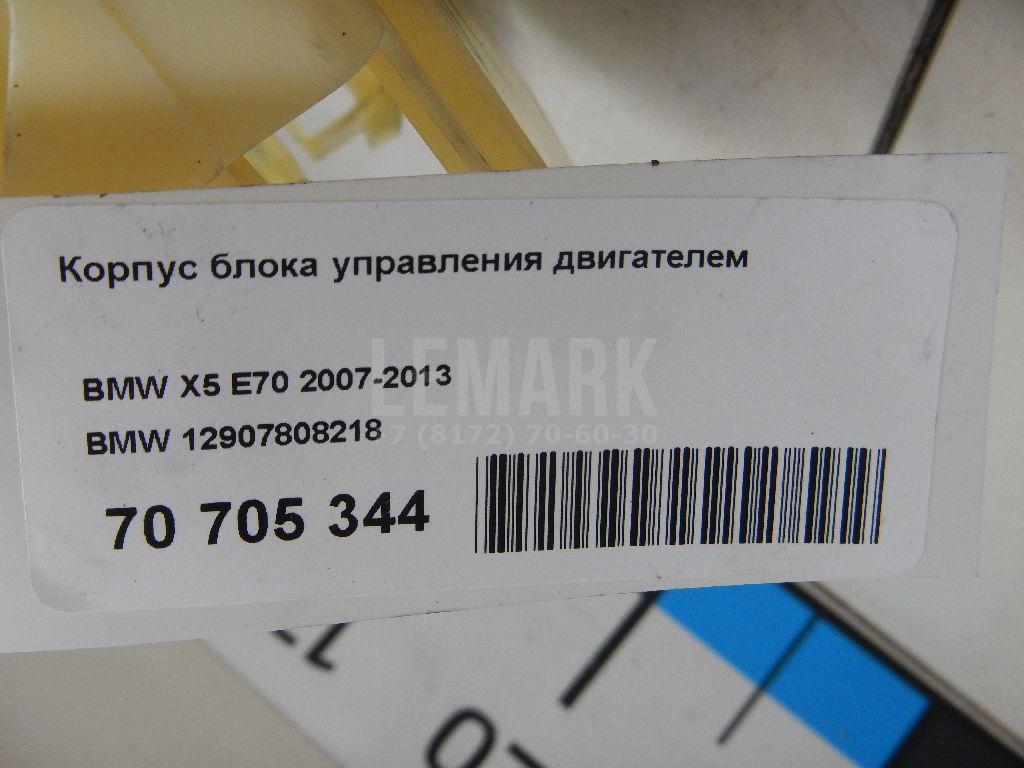 Корпус блока управления двигателем
LEMARK
BMW X5 E70 2007-2013
+7 (8172) 70-60-30
BMW 12907808218
70 705 344